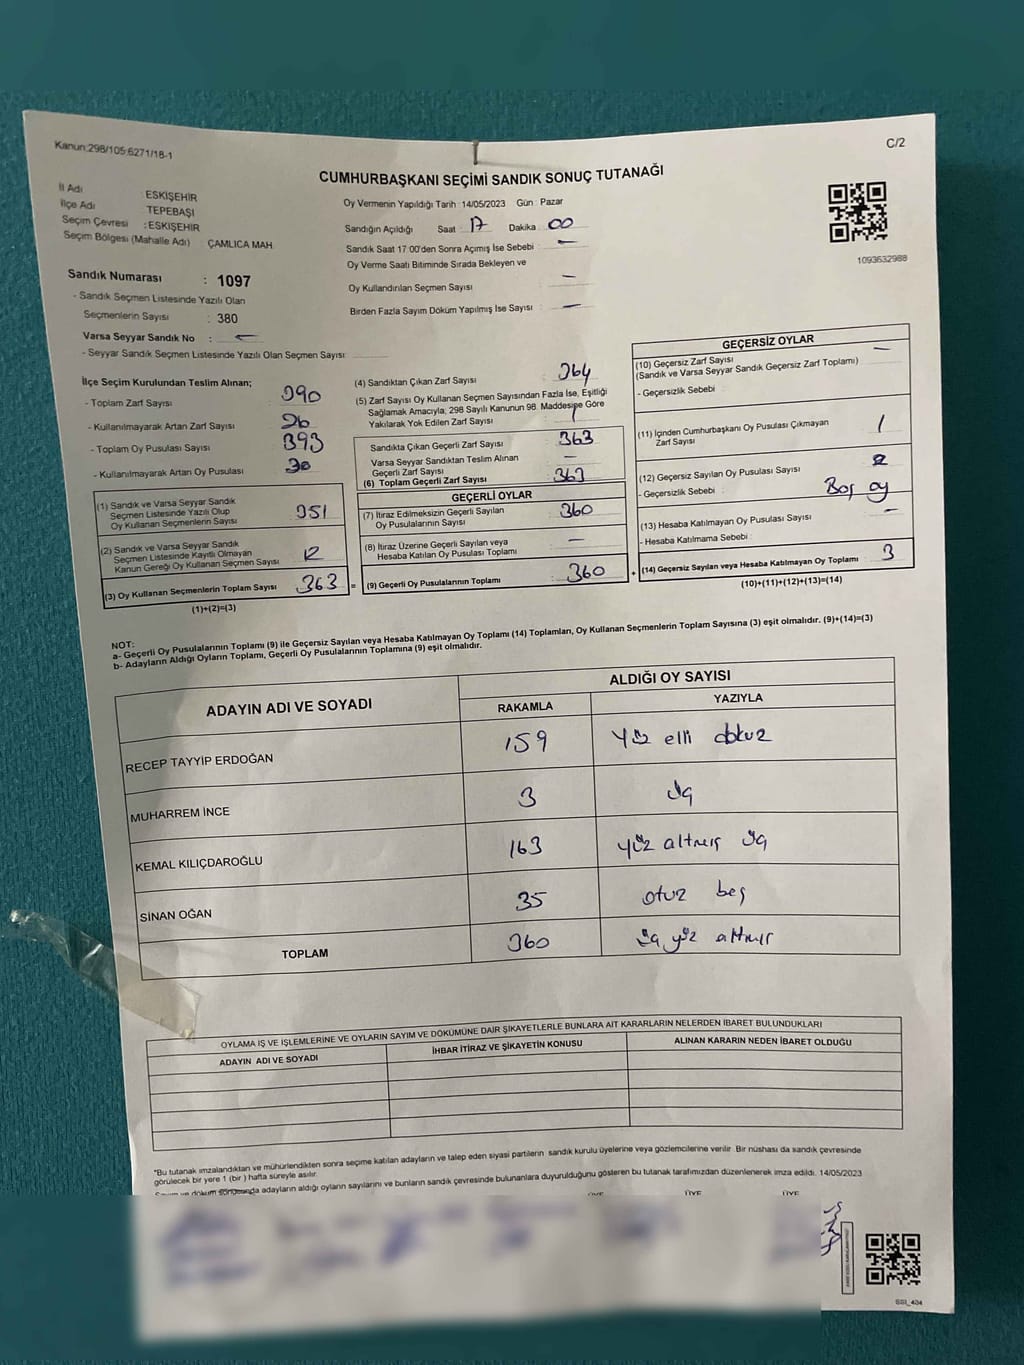 Kanun:298/105;6271/18-1
C/2
CUMHURBAŞKANI SEÇİMİ SANDIK SONUÇ TUTANAĞI
İl Adı ESKİŞEHİR
İlçe Adı TEPEBAŞI
Seçim Çevresi :ESKİŞEHİR
Seçim Bölgesi (Mahalle Adı) ÇAMLICA MAH.
Sandık Numarası : 1097
- Sandık Seçmen Listesinde Yazılı Olan
Seçmenlerin Sayısı : 380
Varsa Seyyar Sandık No : -
- Seyyar Sandık Seçmen Listesinde Yazılı Olan Seçmen Sayısı:
Oy Vermenin Yapıldığı Tarih :14/05/2023 Gün : Pazar
Sandığın Açıldığı Saat : 17 Dakika : 00
Sandık Saat 17:00'den Sonra Açımış İse Sebebi : -
Oy Verme Saati Bitiminde Sırada Bekleyen ve
Oy Kullandırılan Seçmen Sayısı : -
Birden Fazla Sayım Döküm Yapılmış İse Sayısı : -
1093632988
İlçe Seçim Kurulundan Teslim Alınan;
- Toplam Zarf Sayısı : 390
- Kullanılmayarak Artan Zarf Sayısı : 26
- Toplam Oy Pusulası Sayısı : 393
- Kullanılmayarak Artan Oy Pusulası : 30
(1) Sandık ve Varsa Seyyar Sandık
Seçmen Listesinde Yazılı Olup
Oy Kullanan Seçmenlerin Sayısı : 351
(2) Sandık ve Varsa Seyyar Sandık
Seçmen Listesinde Kayıtlı Olmayan
Kanun Gereği Oy Kullanan Seçmen Sayısı : 12
(3) Oy Kullanan Seçmenlerin Toplam Sayısı : 363 =
(1)+(2)=(3)
(4) Sandıktan Çıkan Zarf Sayısı : 364
(5) Zarf Sayısı Oy Kullanan Seçmen Sayısından Fazla İse, Eşitliği
Sağlamak Amacıyla; 298 Sayılı Kanunun 98. Maddesine Göre
Yakılarak Yok Edilen Zarf Sayısı : 1
Sandıkta Çıkan Geçerli Zarf Sayısı : 363
Varsa Seyyar Sandıktan Teslim Alınan
Geçerli Zarf Sayısı : -
(6) Toplam Geçerli Zarf Sayısı : 363
GEÇERLİ OYLAR
(7) İtiraz Edilmeksizin Geçerli Sayılan
Oy Pusulalarının Sayısı : 360
(8) İtiraz Üzerine Geçerli Sayılan veya
Hesaba Katılan Oy Pusulası Toplamı : -
(9) Geçerli Oy Pusulalarının Toplamı : 360 +
GEÇERSİZ OYLAR
(10) Geçersiz Zarf Sayısı : -
(Sandık ve Varsa Seyyar Sandık Geçersiz Zarf Toplamı)
- Geçersizlik Sebebi :
(11) İçinden Cumhurbaşkanı Oy Pusulası Çıkmayan
Zarf Sayısı : 1
(12) Geçersiz Sayılan Oy Pusulası Sayısı : 2
- Geçersizlik Sebebi : Boş oy
(13) Hesaba Katılmayan Oy Pusulası Sayısı : -
- Hesaba Katılmama Sebebi :
(14) Geçersiz Sayılan veya Hesaba Katılmayan Oy Toplamı : 3
(10)+(11)+(12)+(13)=(14)
NOT:
a- Geçerli Oy Pusulalarının Toplamı (9) ile Geçersiz Sayılan veya Hesaba Katılmayan Oy Toplamı (14) Toplamları, Oy Kullanan Seçmenlerin Toplam Sayısına (3) eşit olmalıdır. (9)+(14)=(3)
b- Adayların Aldığı Oyların Toplamı, Geçerli Oy Pusulalarının Toplamına (9) eşit olmalıdır.
ADAYIN ADI VE SOYADI
ALDIĞI OY SAYISI
RAKAMLA YAZIYLA
RECEP TAYYİP ERDOĞAN 159 Yüz elli dokuz
MUHARREM İNCE 3 üç
KEMAL KILIÇDAROĞLU 163 yüz altmış üç
SİNAN OĞAN 35 otuz beş
TOPLAM 360 üç yüz altmış
OYLAMA İŞ VE İŞLEMLERİNE VE OYLARIN SAYIM VE DÖKÜMÜNE DAİR ŞİKAYETLERLE BUNLARA AİT KARARLARIN NELERDEN İBARET BULUNDUKLARI
ADAYIN ADI VE SOYADI İHBAR İTİRAZ VE ŞİKAYETİN KONUSU ALINAN KARARIN NEDEN İBARET OLDUĞU
*Bu tutanak imzalandıktan ve mühürlendikten sonra seçime katılan adayların ve talep eden siyasi partilerin sandık kurulu üyelerine veya gözlemcilerine verilir. Bir nüshası da sandık çevresinde
görülecek bir yere 1 (bir) hafta süreyle asılır.
Sayım ve döküm sonucunda adayların aldığı oyların sayılarını ve bunların sandık çevresinde bulunanlara duyurulduğunu gösteren bu tutanak tarafımızdan düzenlenerek imza edildi. 14/05/2023
ÜYE ÜYE ÜYE
SSİ_404